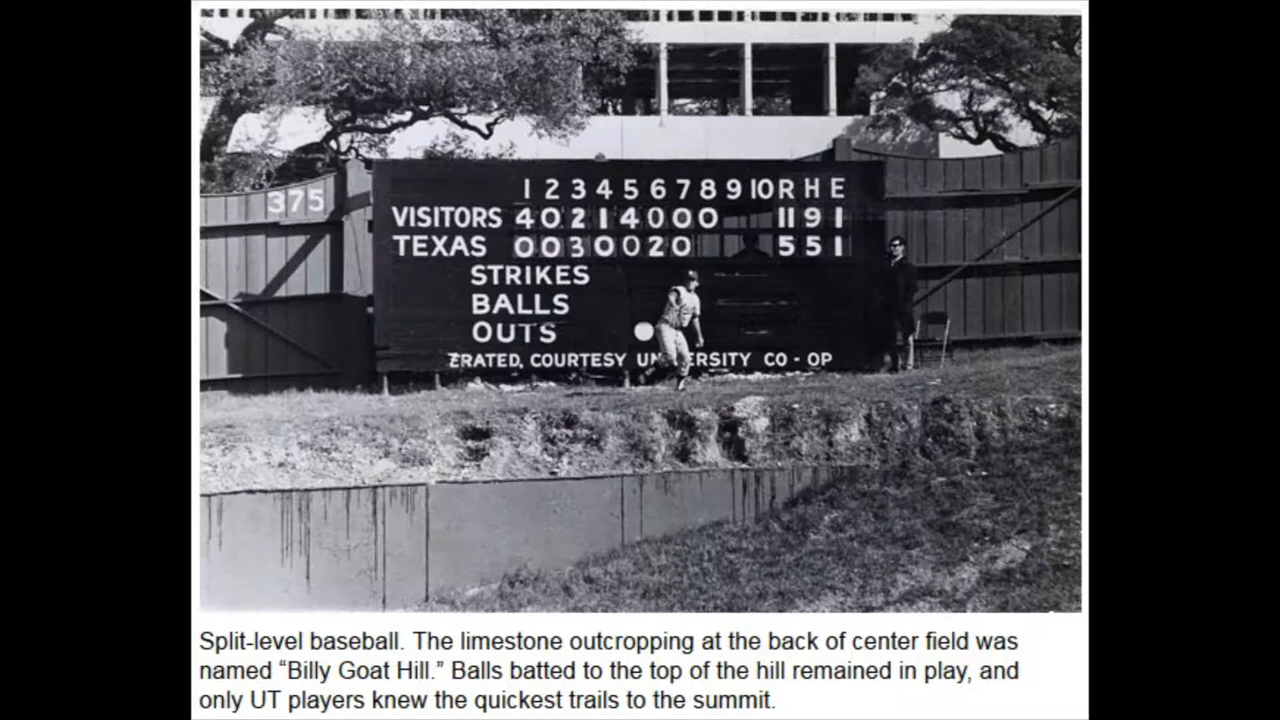 375
1 2 3 4 5 6 7 8 9 10 R H E
VISITORS 4 0 2 1 4 0 0 0 11 9 1
TEXAS 0 0 3 0 0 2 0 5 5 1
STRIKES
BALLS
OUTS
ERATED, COURTESY UN ERSITY CO-OP
Split-level baseball. The limestone outcropping at the back of center field was
named “Billy Goat Hill.” Balls batted to the top of the hill remained in play, and
only UT players knew the quickest trails to the summit.